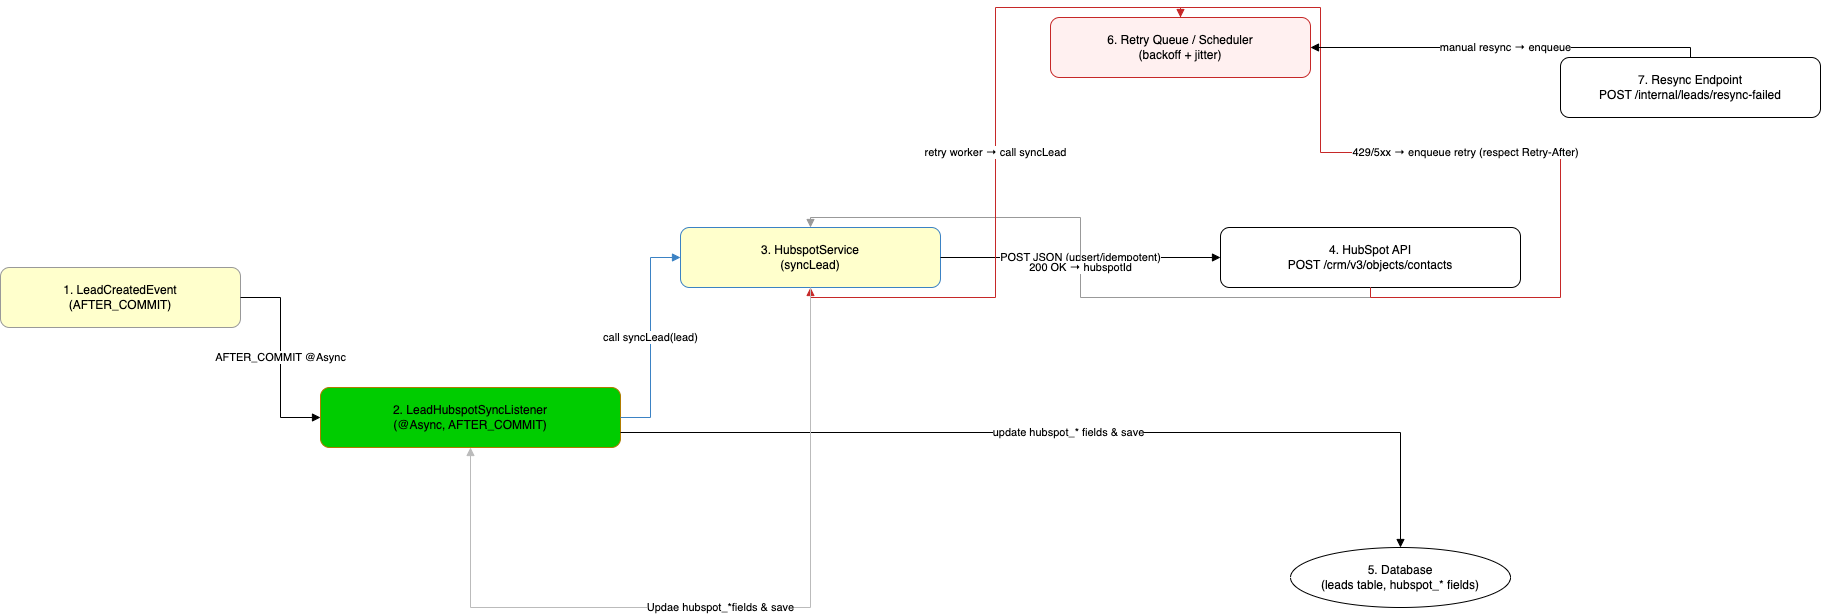 6. Retry Queue / Scheduler
(backoff + jitter)
manual resync → enqueue
7. Resync Endpoint
POST /internal/leads/resync-failed
retry worker → call syncLead
429/5xx → enqueue retry (respect Retry-After)
3. HubspotService
(syncLead)
POST JSON (upsert/idempotent)
200 OK → hubspotId
4. HubSpot API
POST /crm/v3/objects/contacts
1. LeadCreatedEvent
(AFTER_COMMIT)
call syncLead(lead)
AFTER_COMMIT @Async
2. LeadHubspotSyncListener
(@Async, AFTER_COMMIT)
update hubspot_* fields & save
5. Database
(leads table, hubspot_* fields)
Updae hubspot_*fields & save